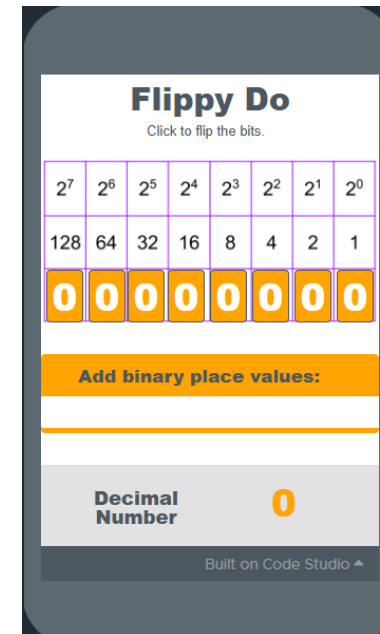 Flippy Do
Click to flip the bits.
2⁷ 2⁶ 2⁵ 2⁴ 2³ 2² 2¹ 2⁰
128 64 32 16 8 4 2 1
0 0 0 0 0 0 0 0
Add binary place values:
Decimal
Number
0
Built on Code Studio